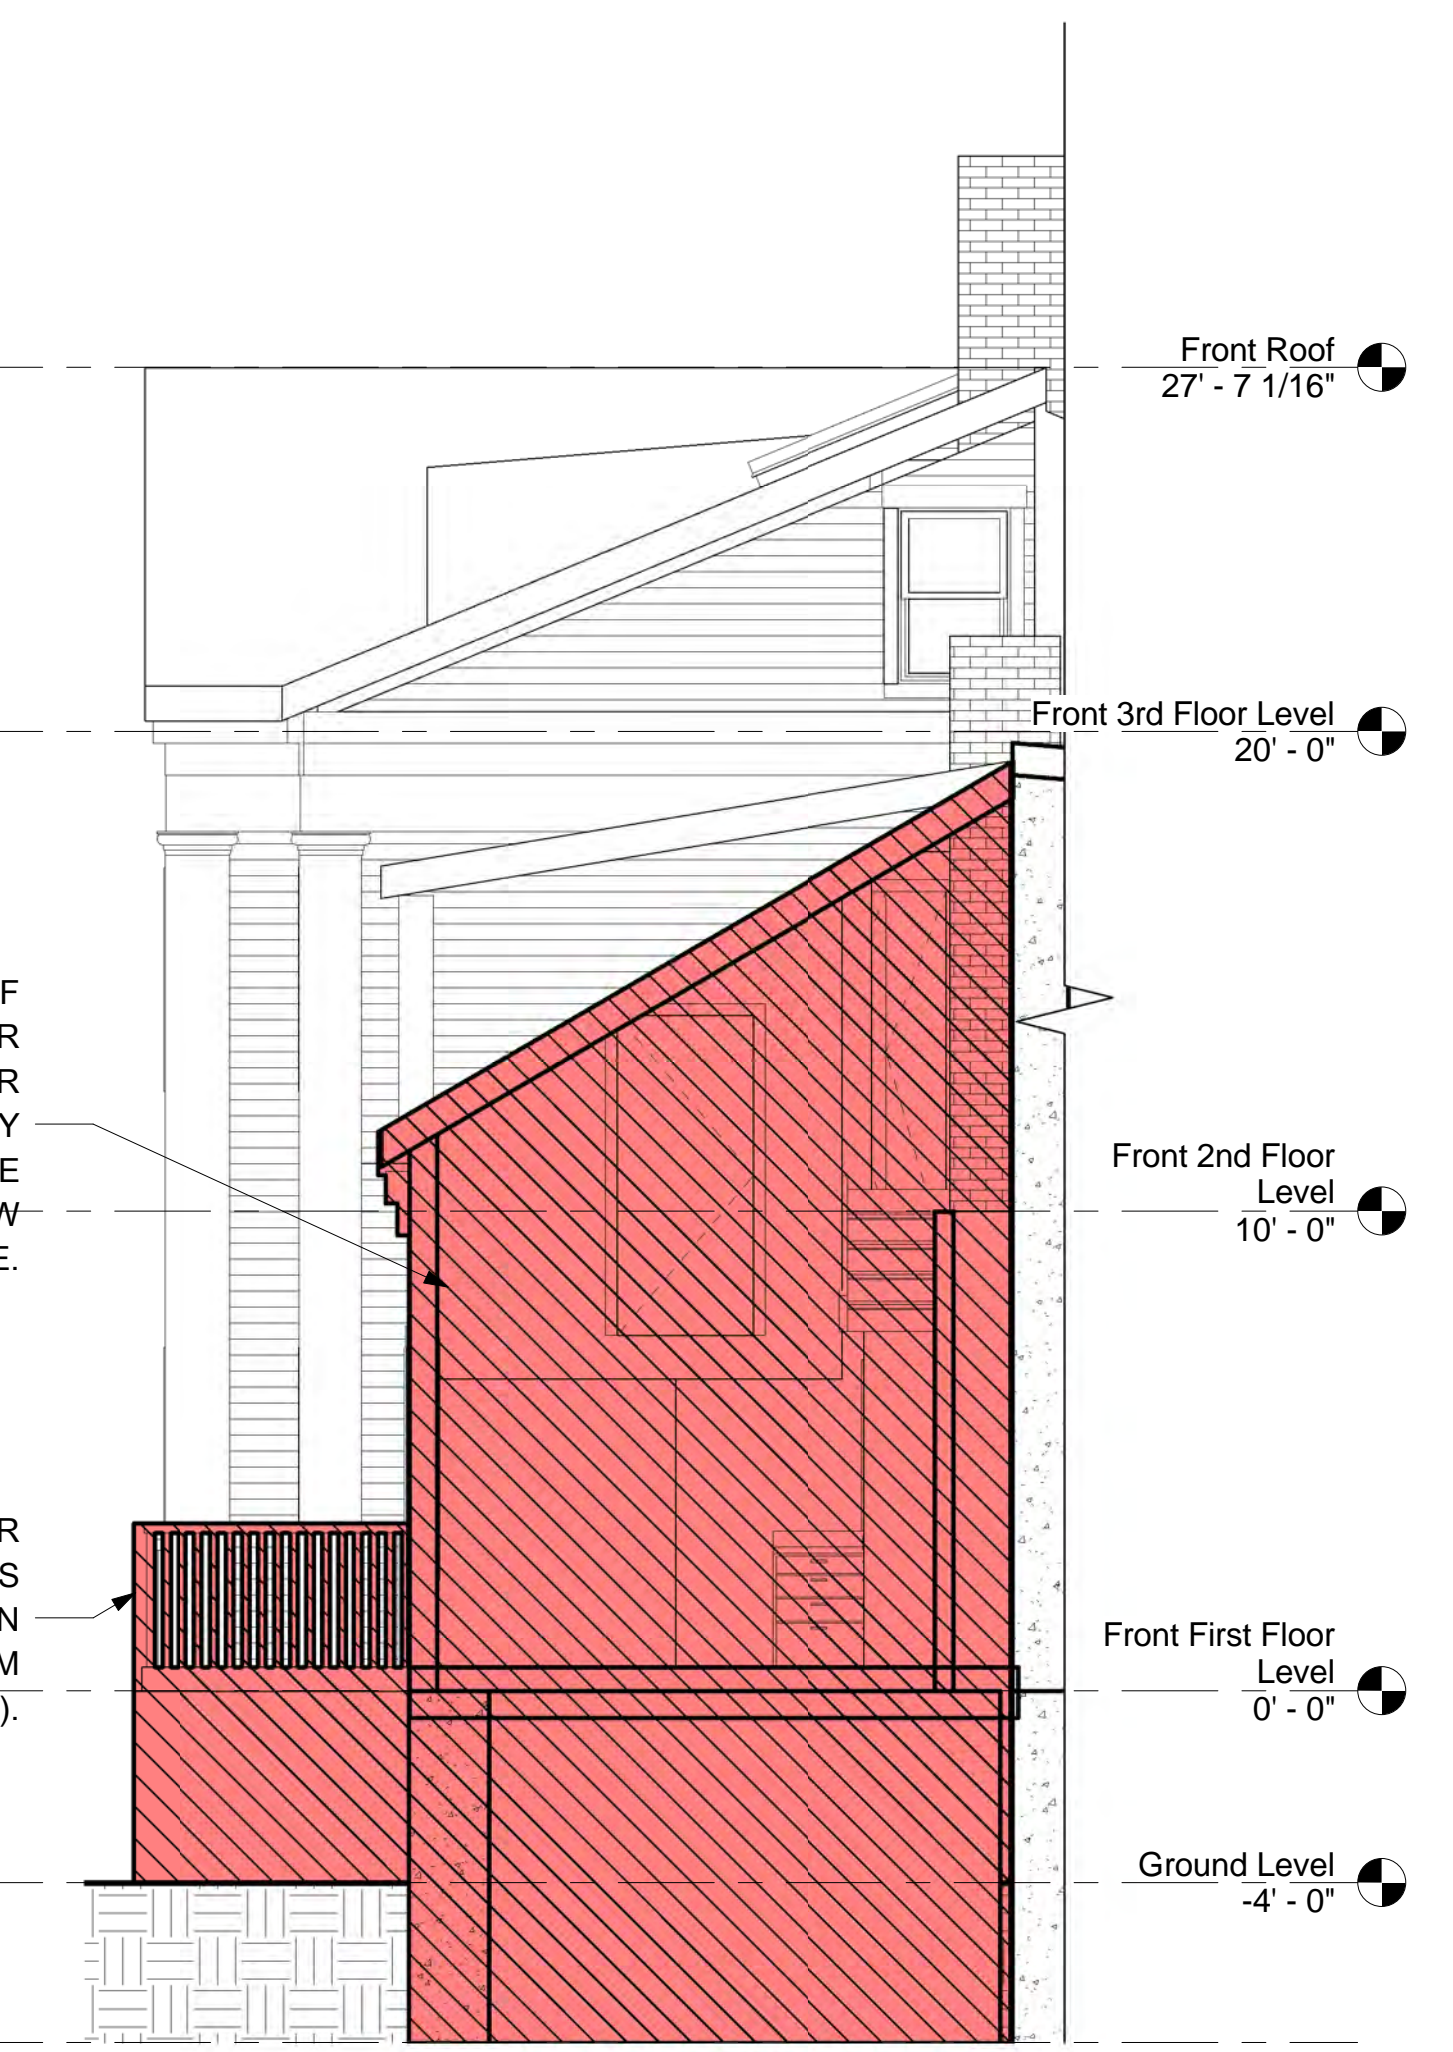 Front Roof
27' - 7 1/16"
Front 3rd Floor Level
20' - 0"
F
R
R
Y
E
W
E.
Front 2nd Floor
Level
10' - 0"
R
S
N
M
).
Front First Floor
Level
0' - 0"
Ground Level
-4' - 0"